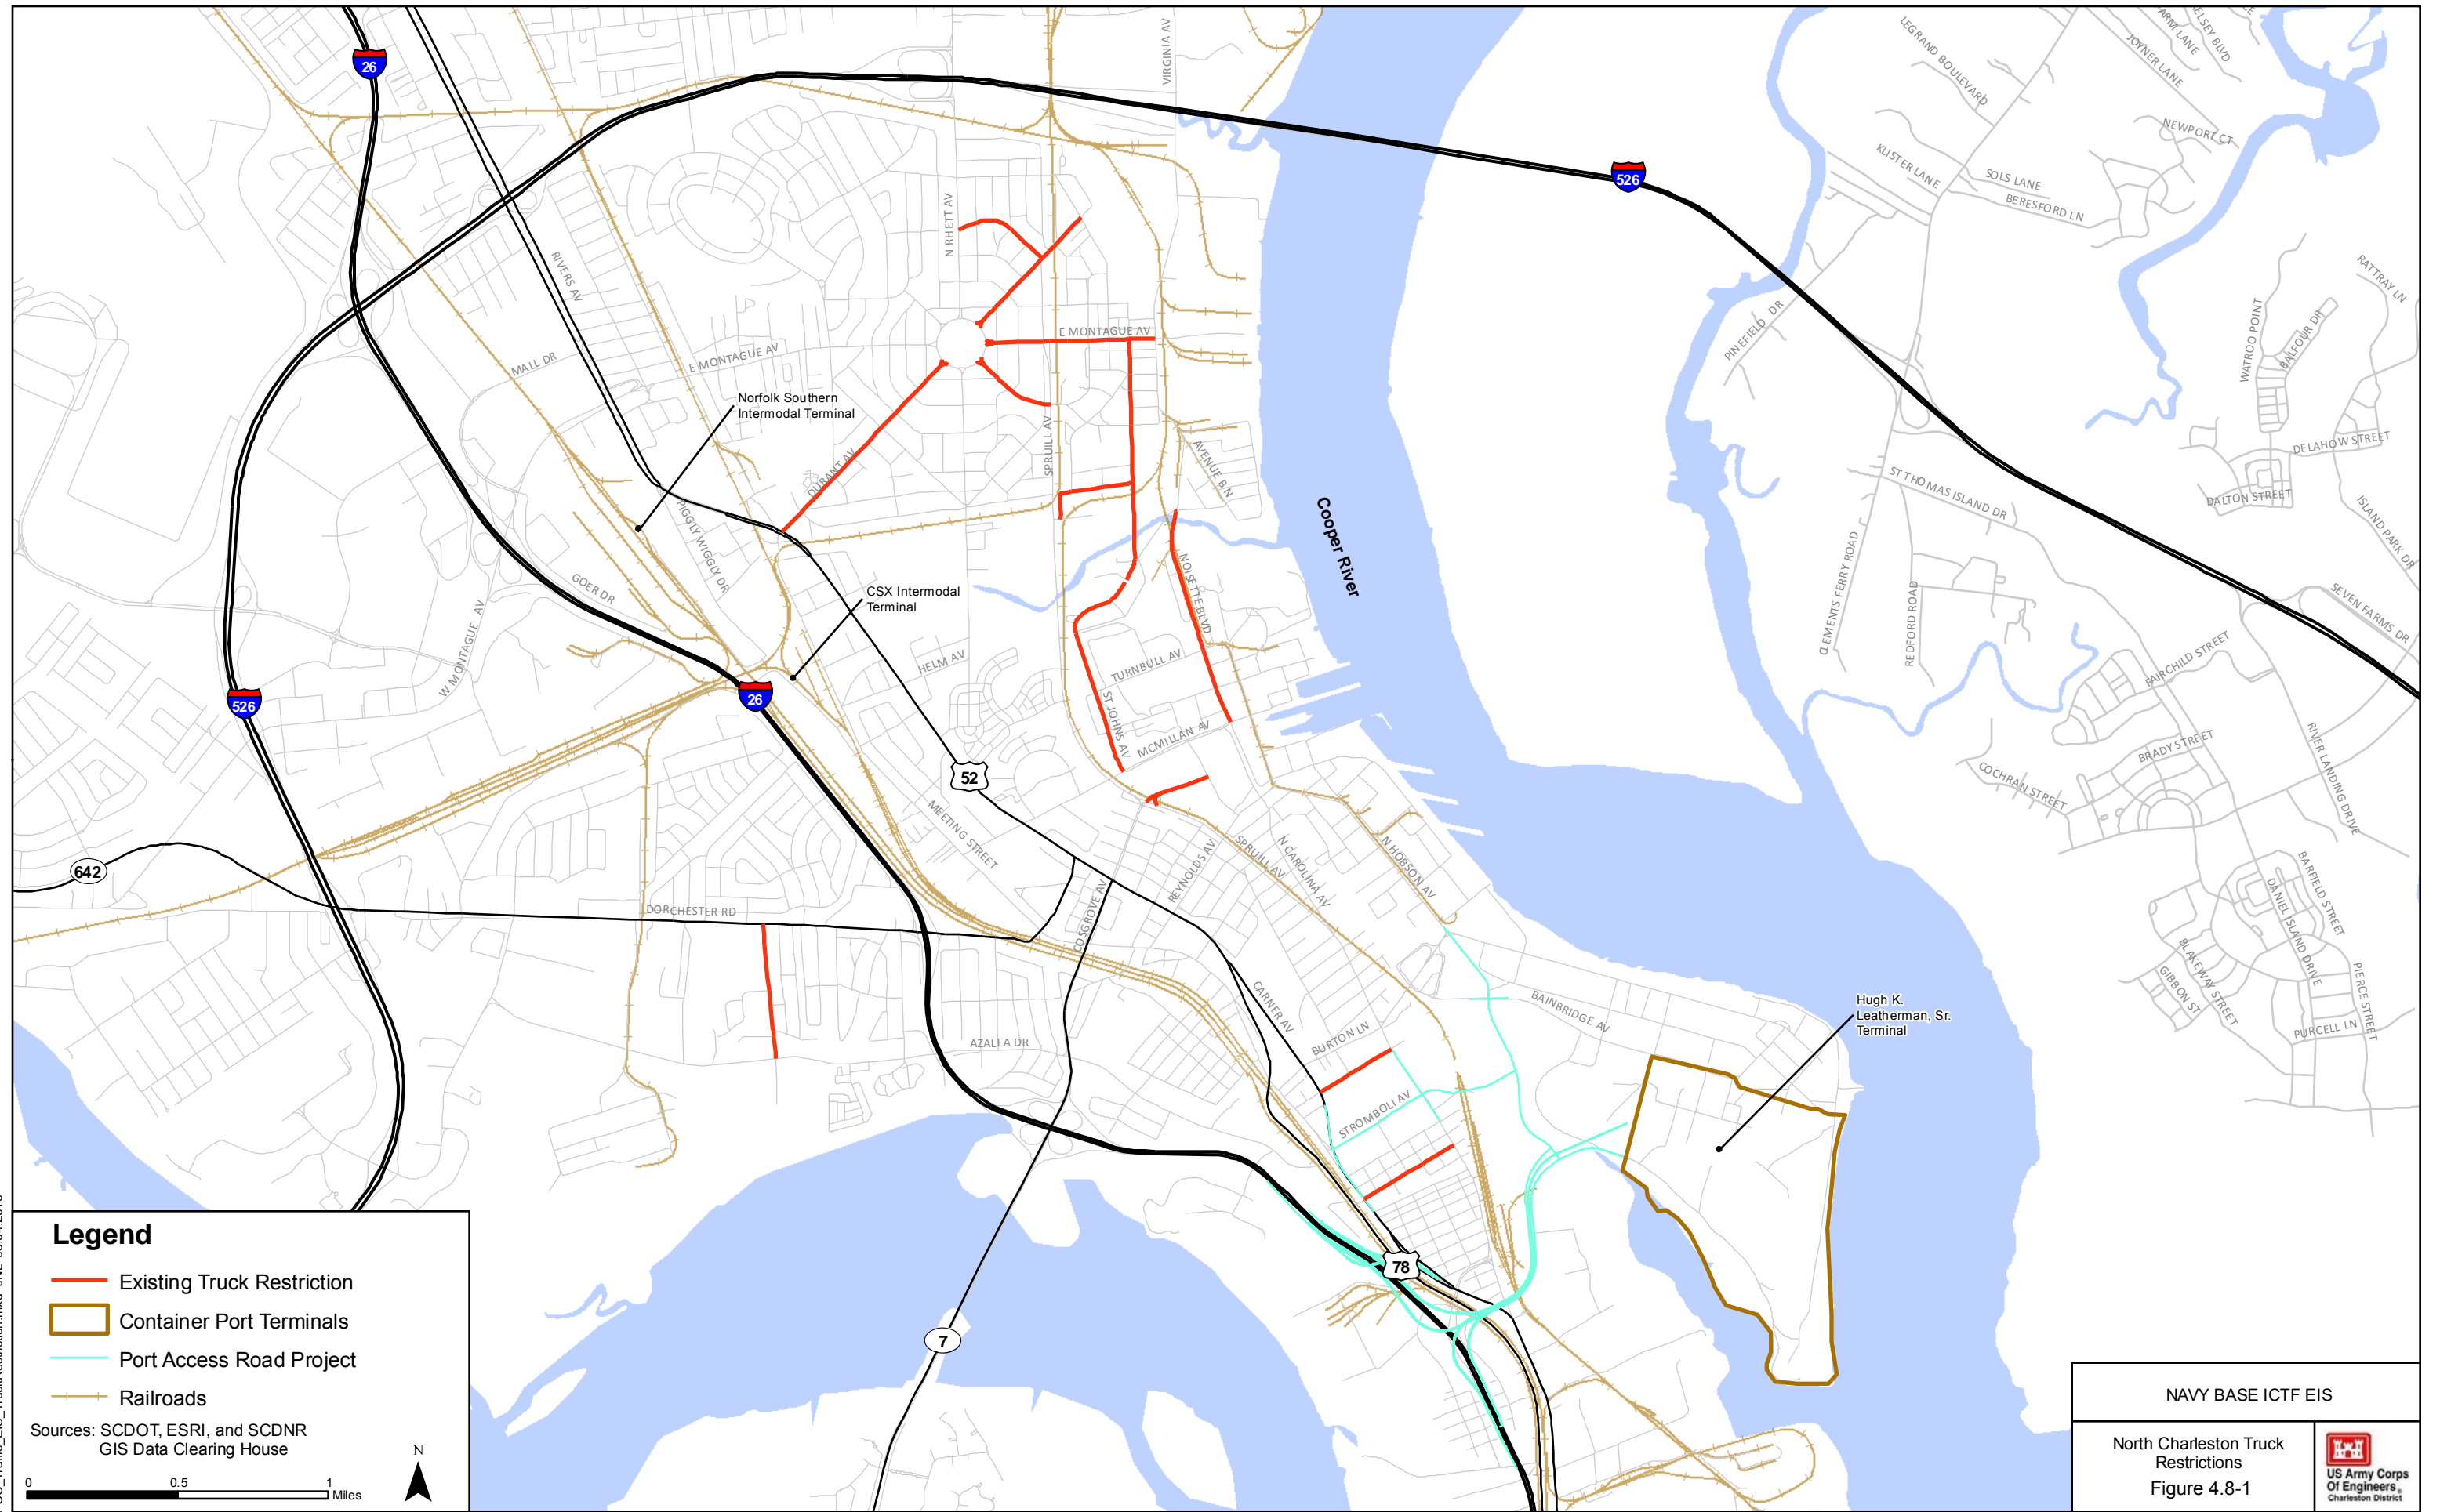 26
VIRGINIA AV
LEGRAND BOULEVARD
ARM LANE
ELSEY BLVD
JOYNER LANE
NEWPORT CT
KLISTER LANE
SOLS LANE
BERESFORD LN
526
N RHETT AV
RIVERS AV
RATTRAY LN
WATROO POINT
BALFOUR DR
PINEFIELD DR
E MONTAGUE AV
E MONTAGUE AV
MALL DR
Norfolk Southern
Intermodal Terminal
DURANT AV
SPRUILL AV
AVENUE B N
DELAHOW STREET
DALTON STREET
ST THOMAS ISLAND DR
ISLAND PARK DR
Cooper River
PIGGLY WIGGLY DR
GOER DR
NOISETTE BLVD
CLEMENTS FERRY ROAD
REDFORD ROAD
SEVEN FARMS DR
CSX Intermodal
Terminal
W MONTAGUE AV
HELM AV
TURNBULL AV
FAIRCHILD STREET
526
26
ST JOHNS AV
MCMILLAN AV
BRADY STREET
RIVER LANDING DRIVE
COCHRAN STREET
52
MEETING STREET
642
REYNOLDS AV
SPRUILL AV
N CAROLINA AV
N HOBSON AV
DORCHESTER RD
COSGROVE AV
BARFIELD STREET
DANIEL ISLAND DRIVE
BLAKEWAY STREET
GIBBON ST
PIERCE STREET
PURCELL LN
CARNER AV
BAINBRIDGE AV
BURTON LN
AZALEA DR
Hugh K.
Leatherman, Sr.
Terminal
STROMBOLI AV
78
7
Legend
Existing Truck Restriction
Container Port Terminals
Port Access Road Project
Railroads
Sources: SCDOT, ESRI, and SCDNR
GIS Data Clearing House
N
0 0.5 1
Miles
NAVY BASE ICTF EIS
North Charleston Truck
Restrictions
Figure 4.8-1
US Army Corps
Of Engineers®
Charleston District